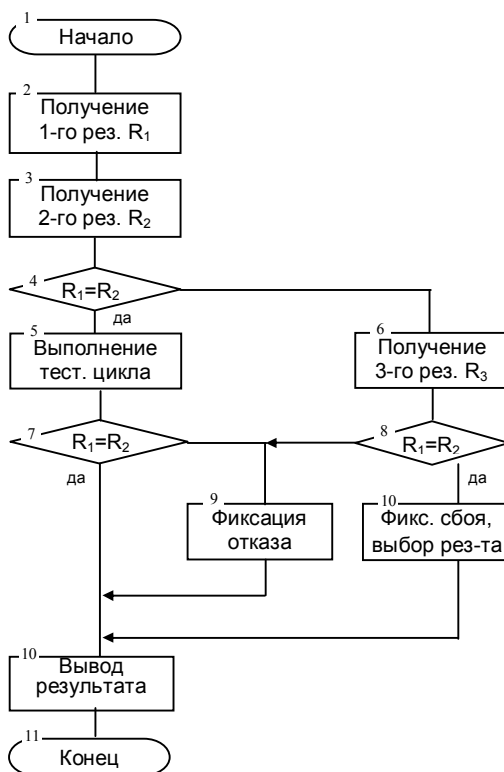 1
Начало
2
Получение
1-го рез. R₁
3
Получение
2-го рез. R₂
4
R₁=R₂
да
5
Выполнение
тест. цикла
6
Получение
3-го рез. R₃
7
R₁=R₂
да
8
R₁=R₂
да
9
Фиксация
отказа
10
Фикс. сбоя,
выбор рез-та
10
Вывод
результата
11
Конец